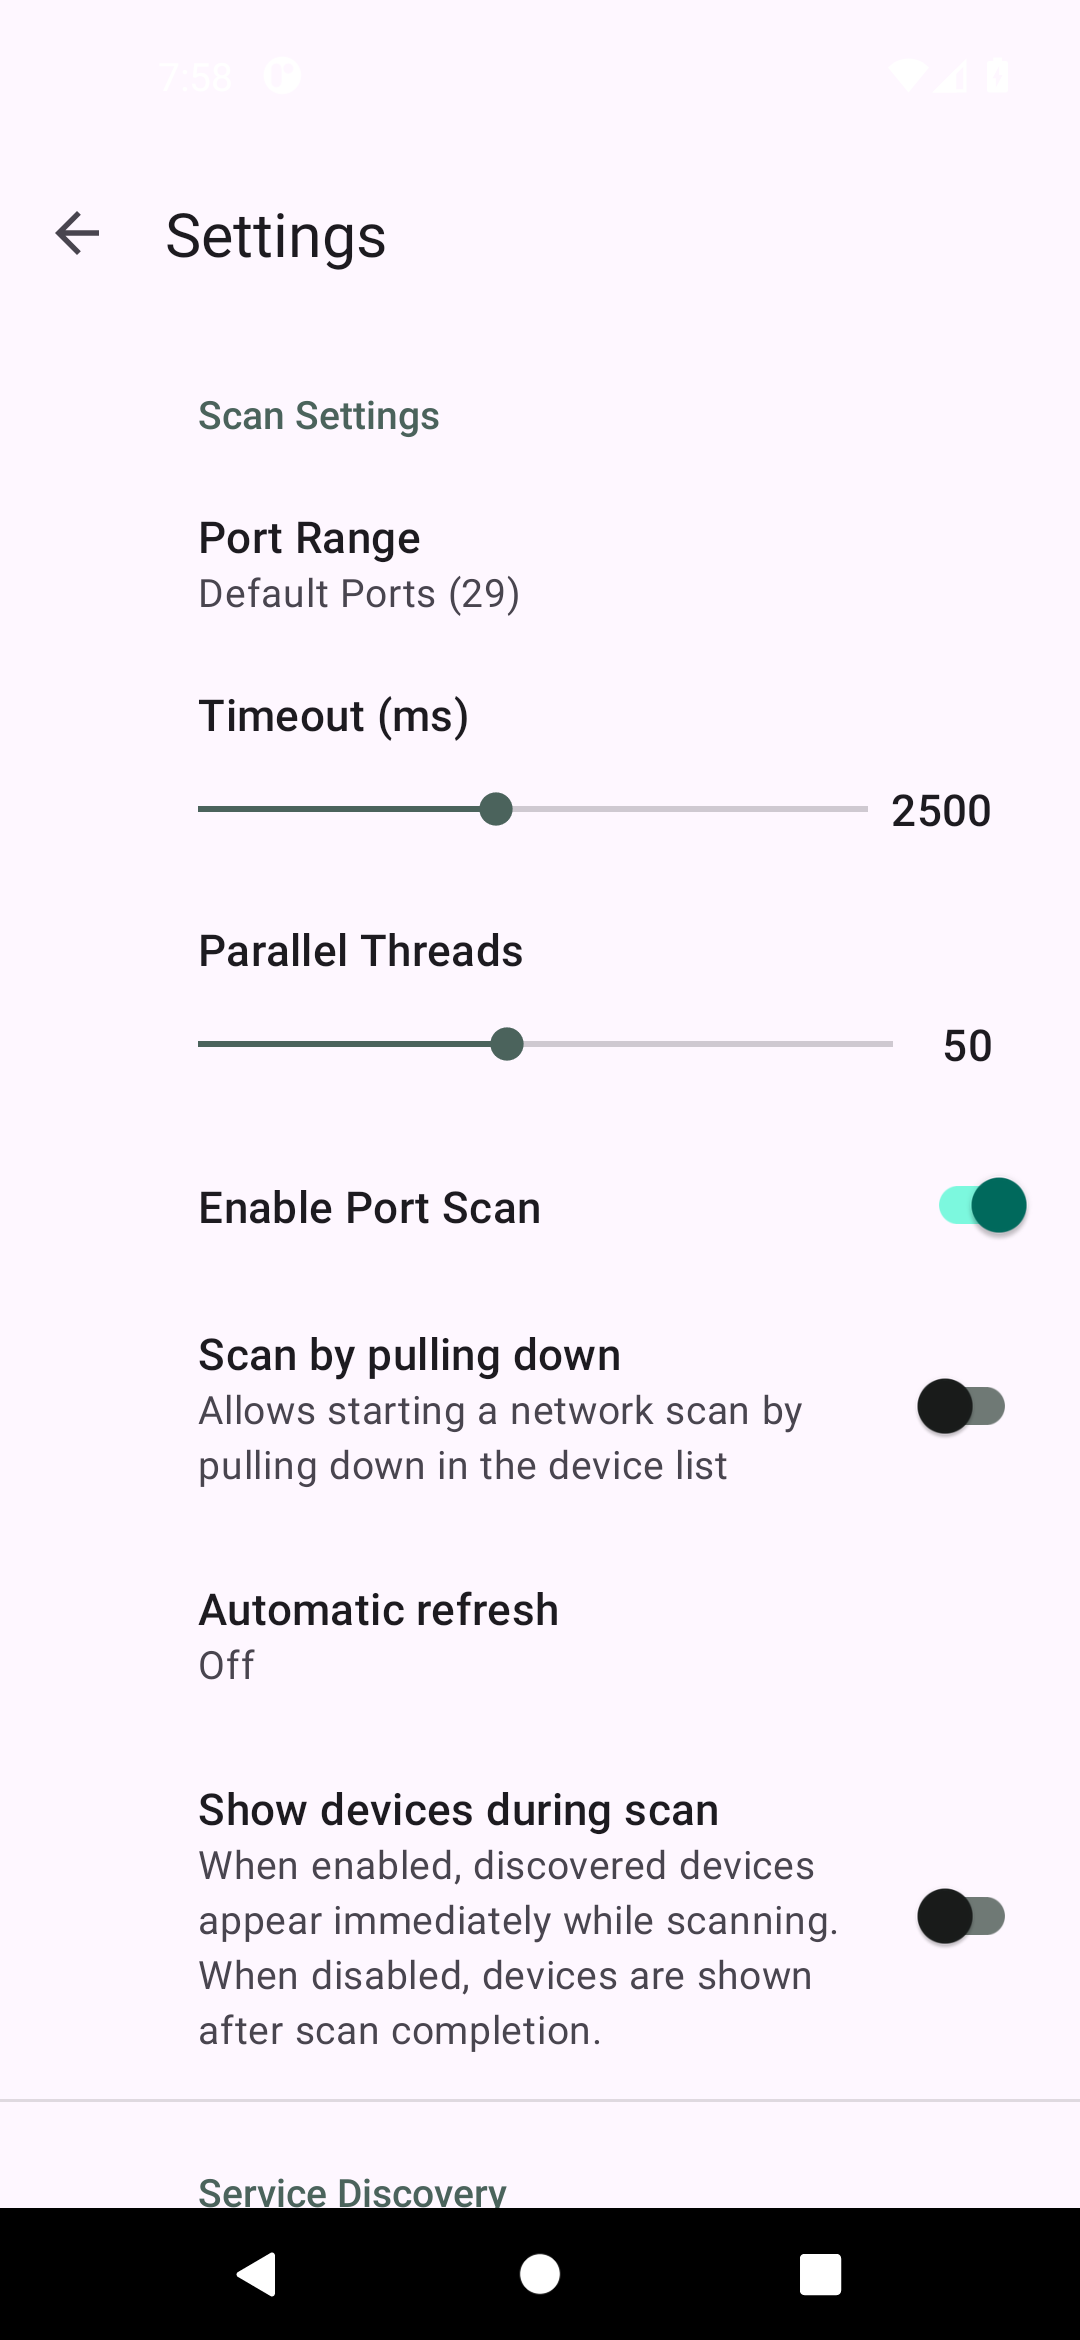 7:58
Settings
Scan Settings
Port Range
Default Ports (29)
Timeout (ms)
2500
Parallel Threads
50
Enable Port Scan
Scan by pulling down
Allows starting a network scan by
pulling down in the device list
Automatic refresh
Off
Show devices during scan
When enabled, discovered devices
appear immediately while scanning.
When disabled, devices are shown
after scan completion.
Service Discovery